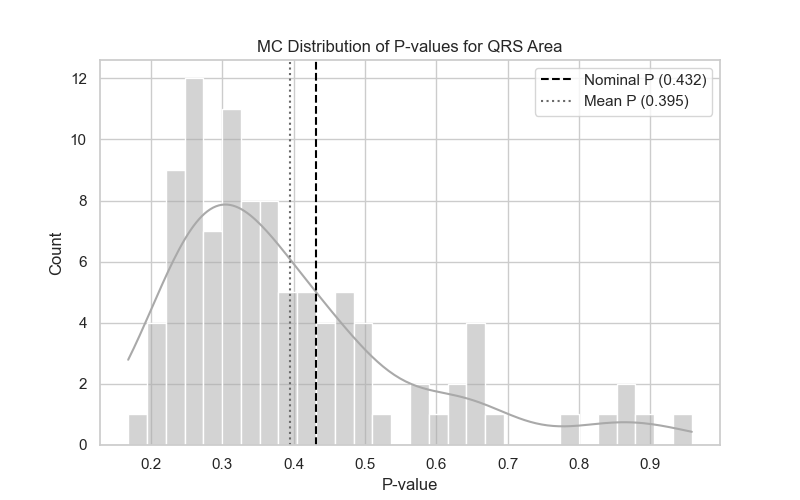 MC Distribution of P-values for QRS Area
Nominal P (0.432)
Mean P (0.395)
Count
12
10
8
6
4
2
0
0.2 0.3 0.4 0.5 0.6 0.7 0.8 0.9
P-value